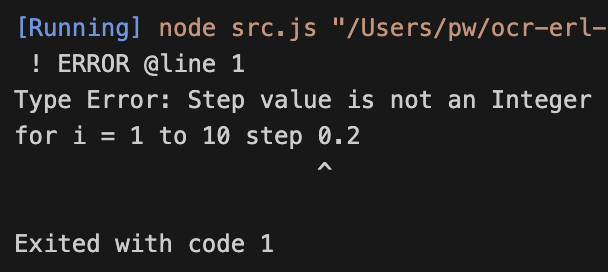 [Running] node src.js "/Users/pw/ocr-erl-
! ERROR @line 1
Type Error: Step value is not an Integer
for i = 1 to 10 step 0.2
^
Exited with code 1